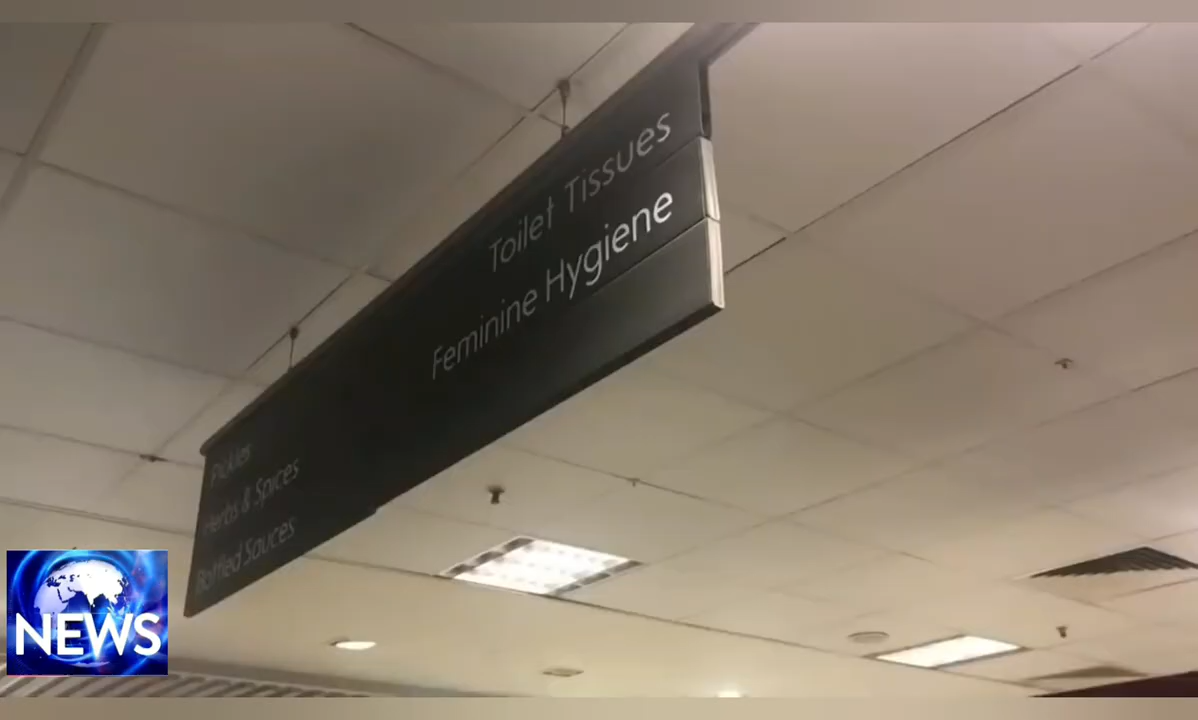 Toilet Tissues
Feminine Hygiene
Pickles
Herbs & Spices
Bottled Sauces
NEWS